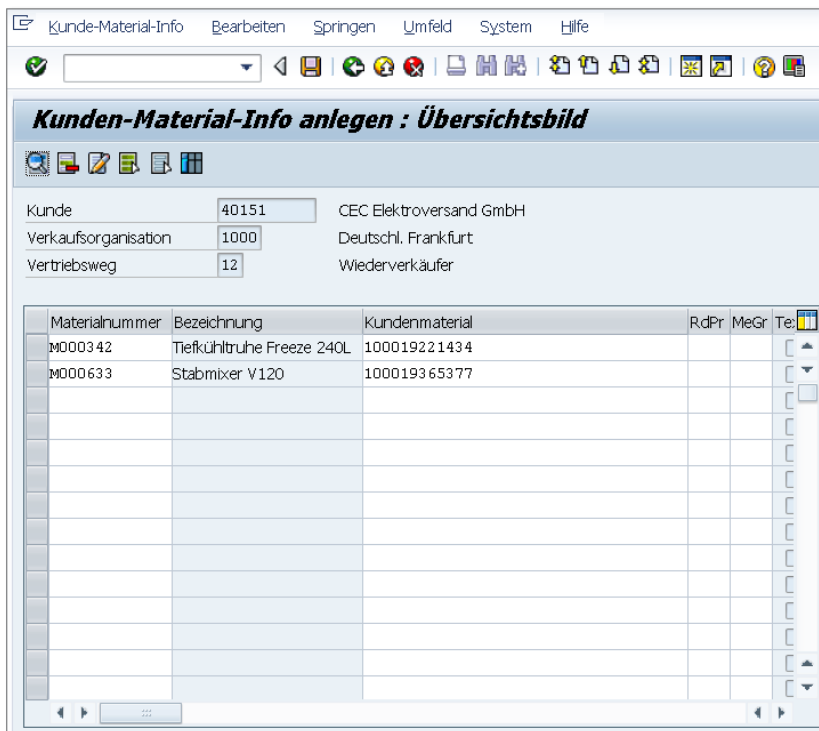 Kunde-Material-Info Bearbeiten Springen Umfeld System Hilfe
Kunden-Material-Info anlegen : Übersichtsbild
Kunde 40151 CEC Elektroversand GmbH
Verkaufsorganisation 1000 Deutschl. Frankfurt
Vertriebsweg 12 Wiederverkäufer
Materialnummer Bezeichnung Kundenmaterial RdPr MeGr Te
M000342 Tiefkühltruhe Freeze 240L 100019221434
M000633 Stabmixer V120 100019365377